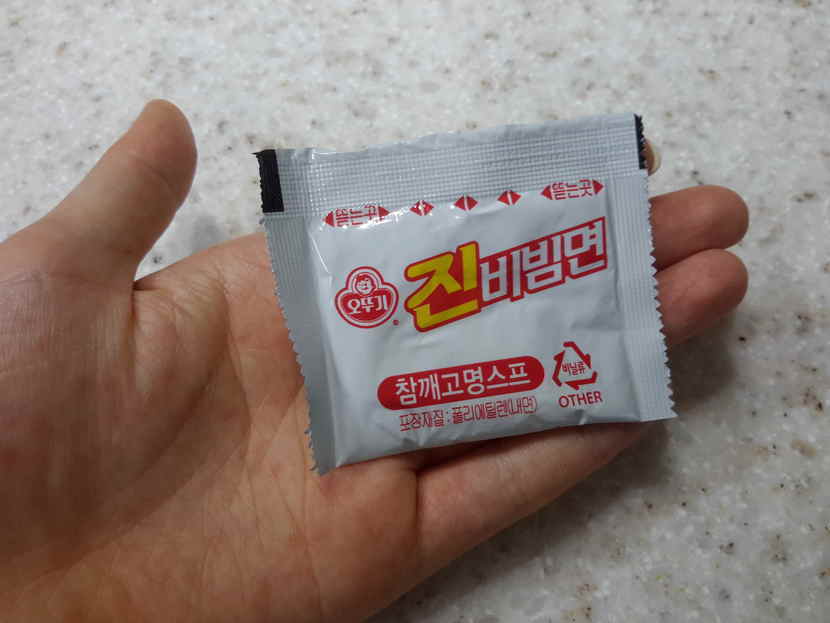 뜯는곳 뜯는곳
오뚜기 ® 진비빔면
참깨고명스프
비닐류
포장재질 : 폴리에틸렌(내면)
OTHER